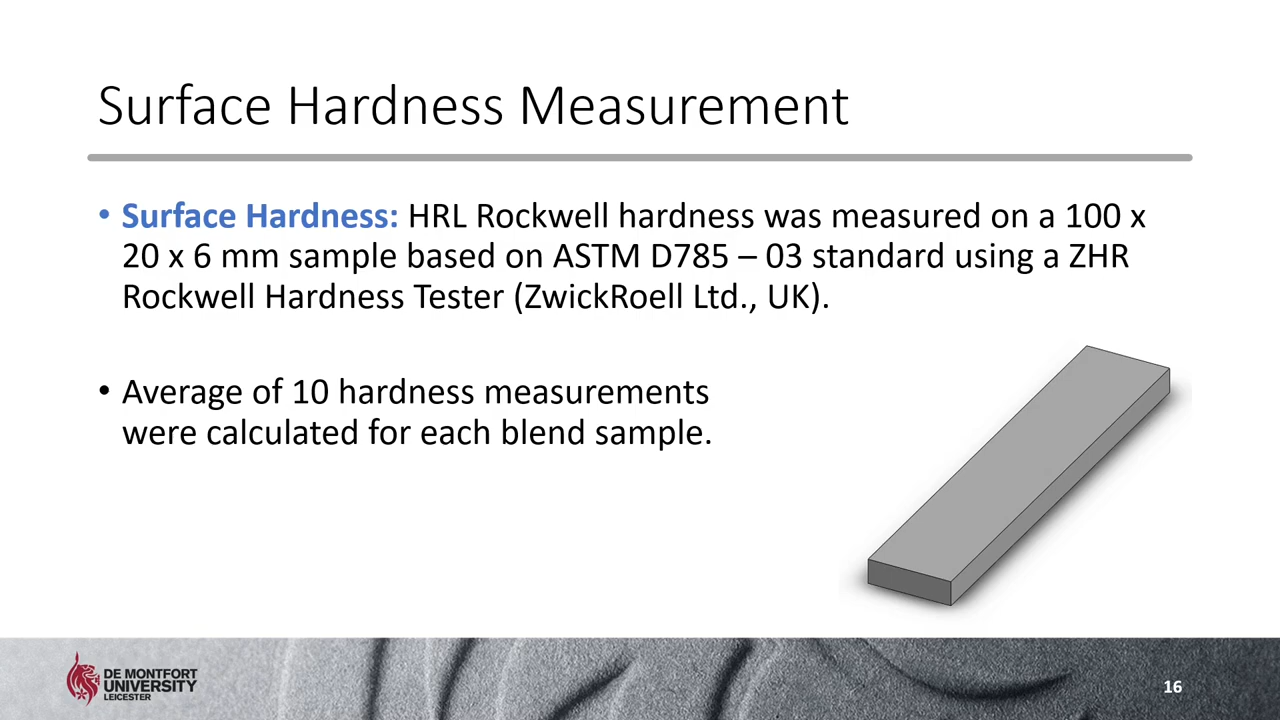 Surface Hardness Measurement
• Surface Hardness: HRL Rockwell hardness was measured on a 100 x
20 x 6 mm sample based on ASTM D785 – 03 standard using a ZHR
Rockwell Hardness Tester (ZwickRoell Ltd., UK).
• Average of 10 hardness measurements
were calculated for each blend sample.
DE MONTFORT
UNIVERSITY
LEICESTER
16